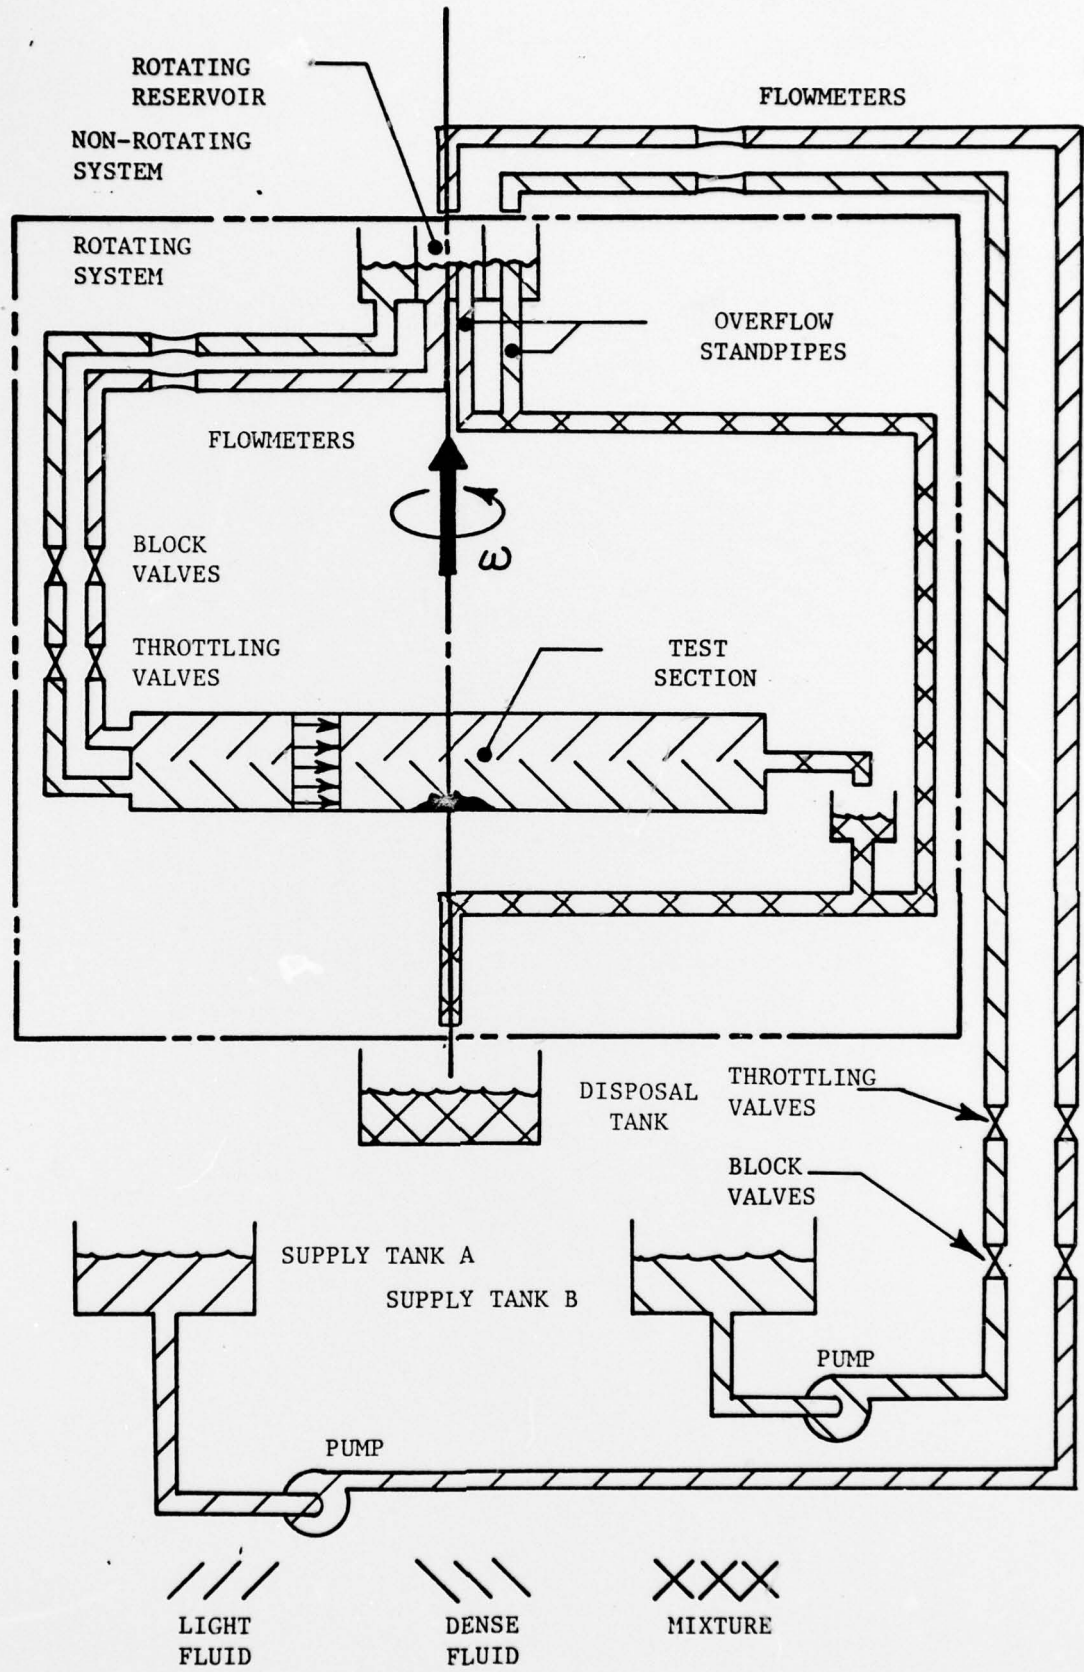 ROTATING
RESERVOIR
FLOWMETERS
NON-ROTATING
SYSTEM
ROTATING
SYSTEM
OVERFLOW
STANDPIPES
FLOWMETERS
ω
BLOCK
VALVES
THROTTLING
VALVES
TEST
SECTION
DISPOSAL
TANK
THROTTLING
VALVES
BLOCK
VALVES
SUPPLY TANK A
SUPPLY TANK B
PUMP
PUMP
LIGHT
FLUID
DENSE
FLUID
MIXTURE